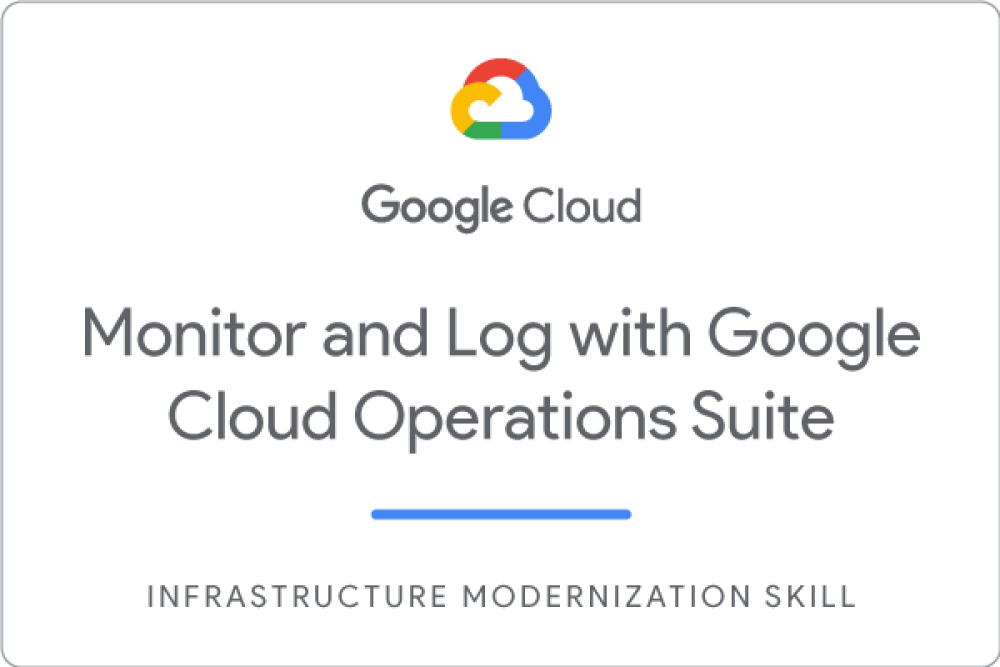 Google Cloud
Monitor and Log with Google
Cloud Operations Suite
INFRASTRUCTURE MODERNIZATION SKILL